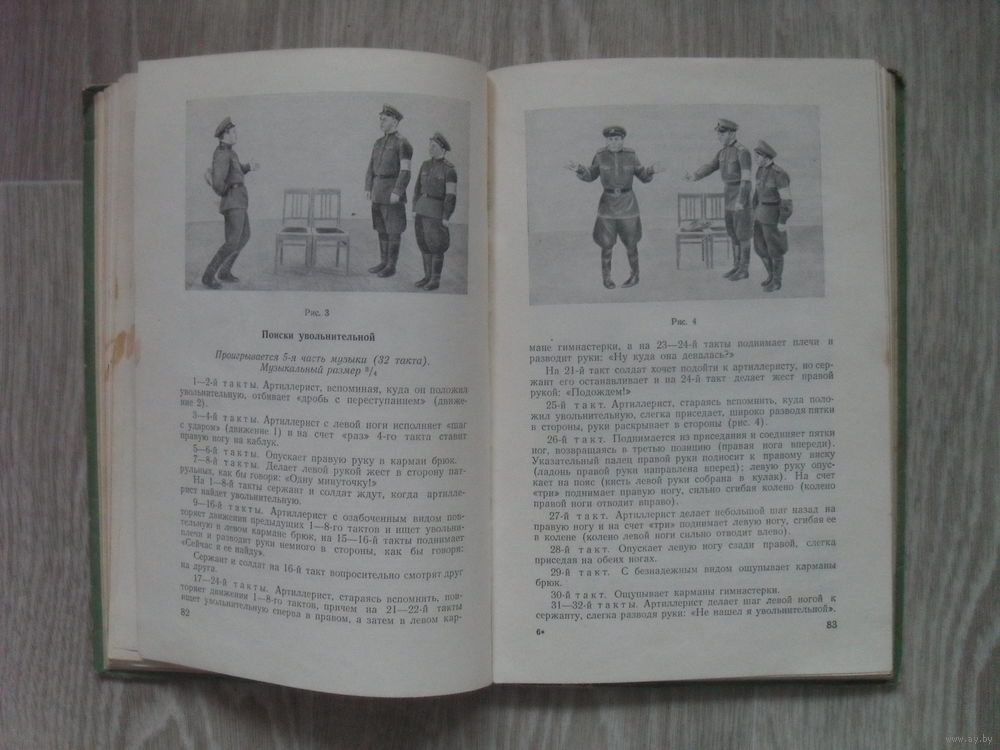 Рис. 3
Поиски увольнительной
Проигрывается 5-я часть музыки (32 такта).
Музыкальный размер 2/4
1—2-й такты. Артиллерист, вспоминая, куда он положил
увольнительную, отбивает «дробь с переступанием» (движе-
ние 2).
3—4-й такты. Артиллерист с левой ноги исполняет «шаг
с ударом» (движение 1) и на счет «раз» 4-го такта ставит
правую ногу на каблук.
5—6-й такты. Опускает правую руку в карман брюк.
7—8-й такты. Делает левой рукой жест в сторону пат-
рульных, как бы говоря: «Одну минуточку!»
На 1—8-й такты сержант и солдат ждут, когда артилле-
рист найдет увольнительную.
9—16-й такты. Артиллерист с озабоченным видом пов-
торяет движения предыдущих 1—8-го тактов и ищет увольни-
тельную в левом кармане брюк, на 15—16-й такты поднимает
плечи и разводит руки немного в стороны, как бы говоря:
«Сейчас я ее найду».
Сержант и солдат на 16-й такт вопросительно смотрят друг
на друга.
17—24-й такты. Артиллерист, стараясь вспомнить, пов-
торяет движения 1—8-го тактов, причем на 21—22-й такты
ищет увольнительную сперва в правом, а затем в левом кар-
82
Рис. 4
мане гимнастерки, а на 23—24-й такты поднимает плечи и
разводит руки: «Ну куда она девалась?»
На 21-й такт солдат хочет подойти к артиллеристу, но сер-
жант его останавливает и на 24-й такт делает жест правой
рукой: «Подождем!»
25-й такт. Артиллерист, стараясь вспомнить, куда поло-
жил увольнительную, слегка приседает, широко разводя пятки
в стороны, руки раскрывает в стороны (рис. 4).
26-й такт. Поднимается из приседания и соединяет пятки
ног, возвращаясь в третью позицию (правая нога впереди).
Указательный палец правой руки подносит к правому виску
(ладонь правой руки направлена вперед); левую руку опус-
кает на пояс (кисть левой руки собрана в кулак). На счет
«три» поднимает правую ногу, сильно сгибая колено (колено
правой ноги отводит вправо).
27-й такт. Артиллерист делает небольшой шаг назад на
правую ногу и на счет «три» поднимает левую ногу, сгибая ее
в колене (колено левой ноги сильно отводит влево).
28-й такт. Опускает левую ногу сзади правой, слегка
приседая на обеих ногах.
29-й такт. С безнадежным видом ощупывает карманы
брюк.
30-й такт. Ощупывает карманы гимнастерки.
31—32-й такты. Артиллерист делает шаг левой ногой к
сержанту, слегка разводя руки: «Не нашел я увольнительной».
6*
83
www.ay.by